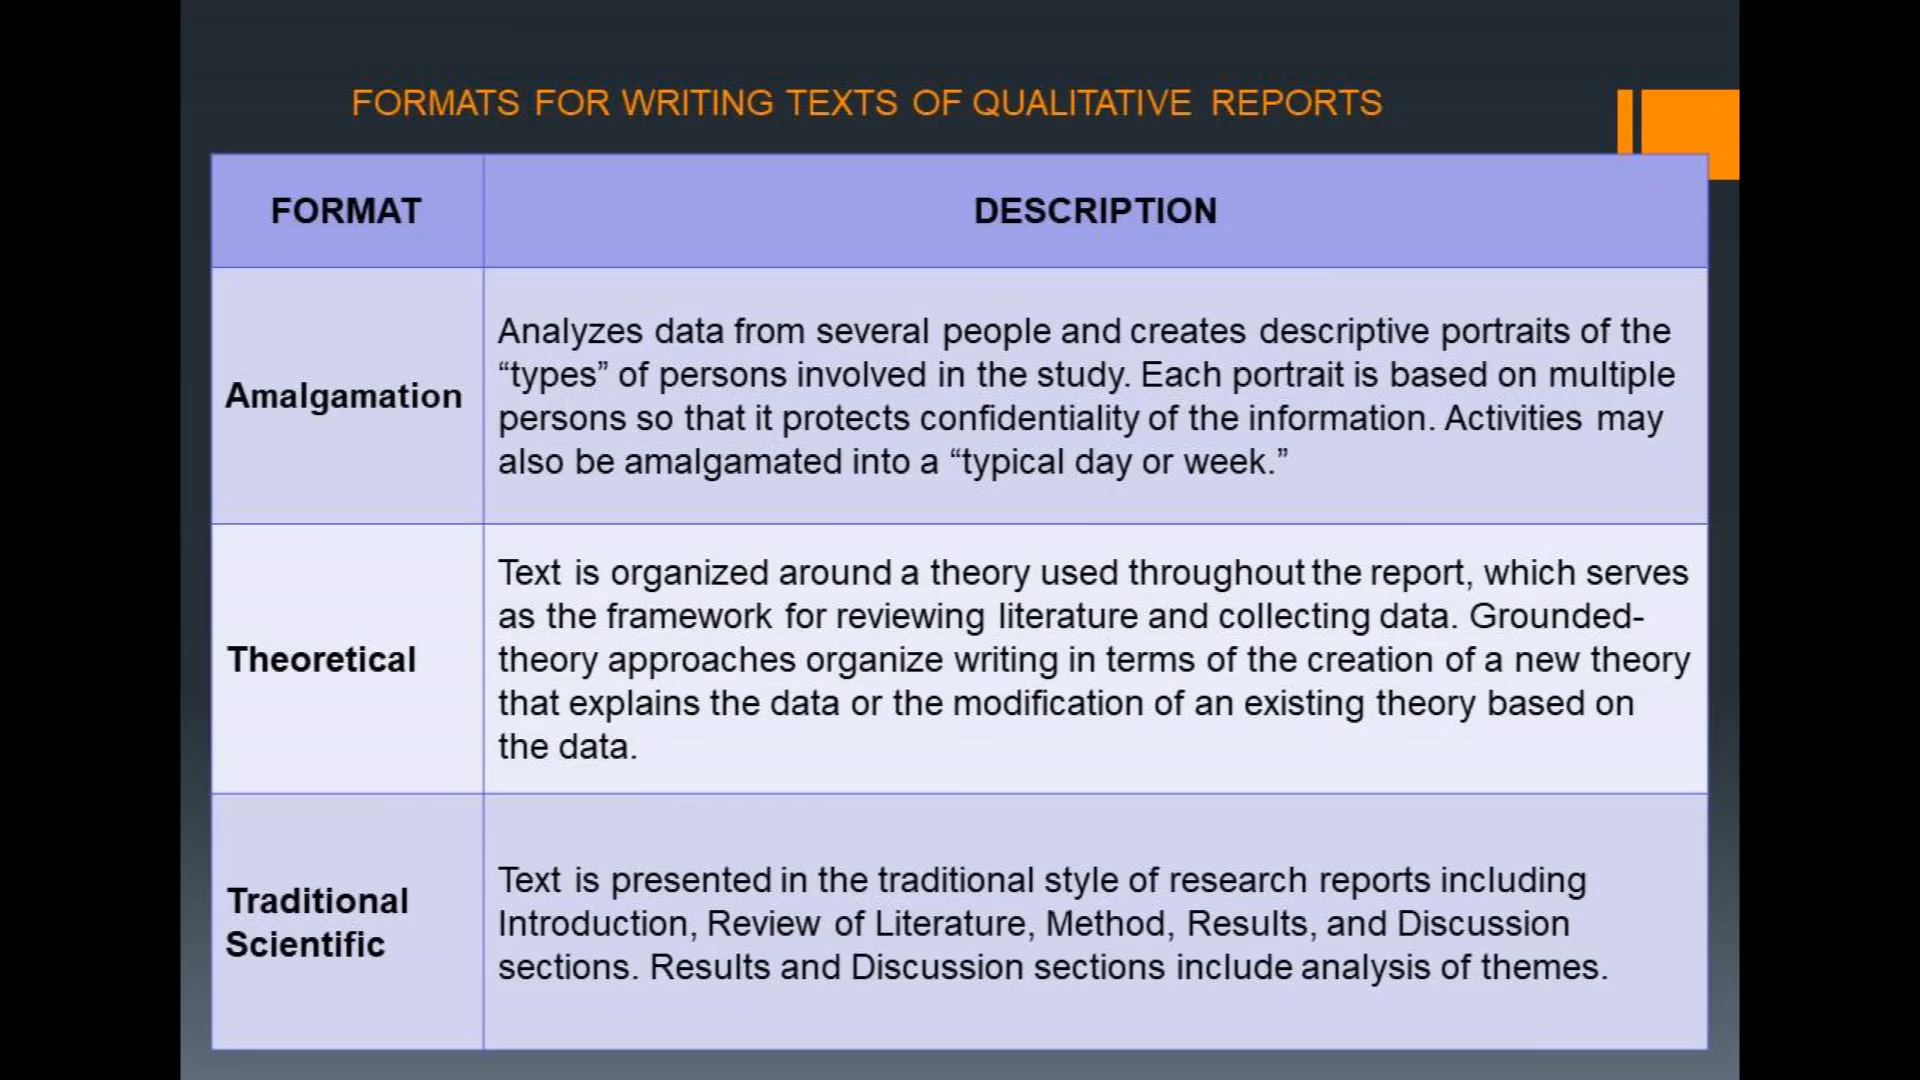 FORMATS FOR WRITING TEXTS OF QUALITATIVE REPORTS
FORMAT
DESCRIPTION
Amalgamation
Analyzes data from several people and creates descriptive portraits of the
“types” of persons involved in the study. Each portrait is based on multiple
persons so that it protects confidentiality of the information. Activities may
also be amalgamated into a “typical day or week.”
Theoretical
Text is organized around a theory used throughout the report, which serves
as the framework for reviewing literature and collecting data. Grounded-
theory approaches organize writing in terms of the creation of a new theory
that explains the data or the modification of an existing theory based on
the data.
Traditional
Scientific
Text is presented in the traditional style of research reports including
Introduction, Review of Literature, Method, Results, and Discussion
sections. Results and Discussion sections include analysis of themes.